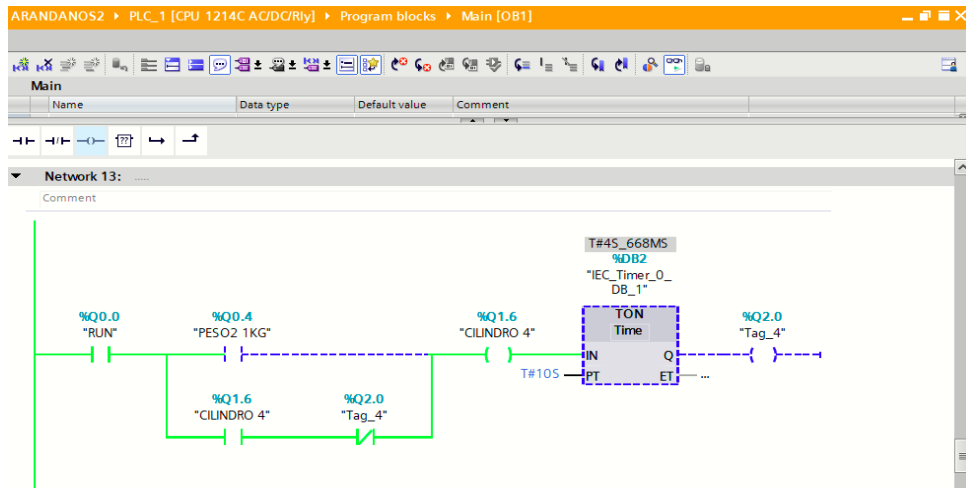 ARANDANOS2 ▸ PLC_1 [CPU 1214C AC/DC/Rly] ▸ Program blocks ▸ Main [OB1]
Main
Name Data type Default value Comment
??
Network 13: .....
Comment
T#4S_668MS
%DB2
"IEC_Timer_0_
DB_1"
%Q0.0 %Q0.4 %Q1.6 TON %Q2.0
"RUN" "PESO2 1KG" "CILINDRO 4" Time "Tag_4"
IN Q
T#10S PT ET ...
%Q1.6 %Q2.0
"CILINDRO 4" "Tag_4"